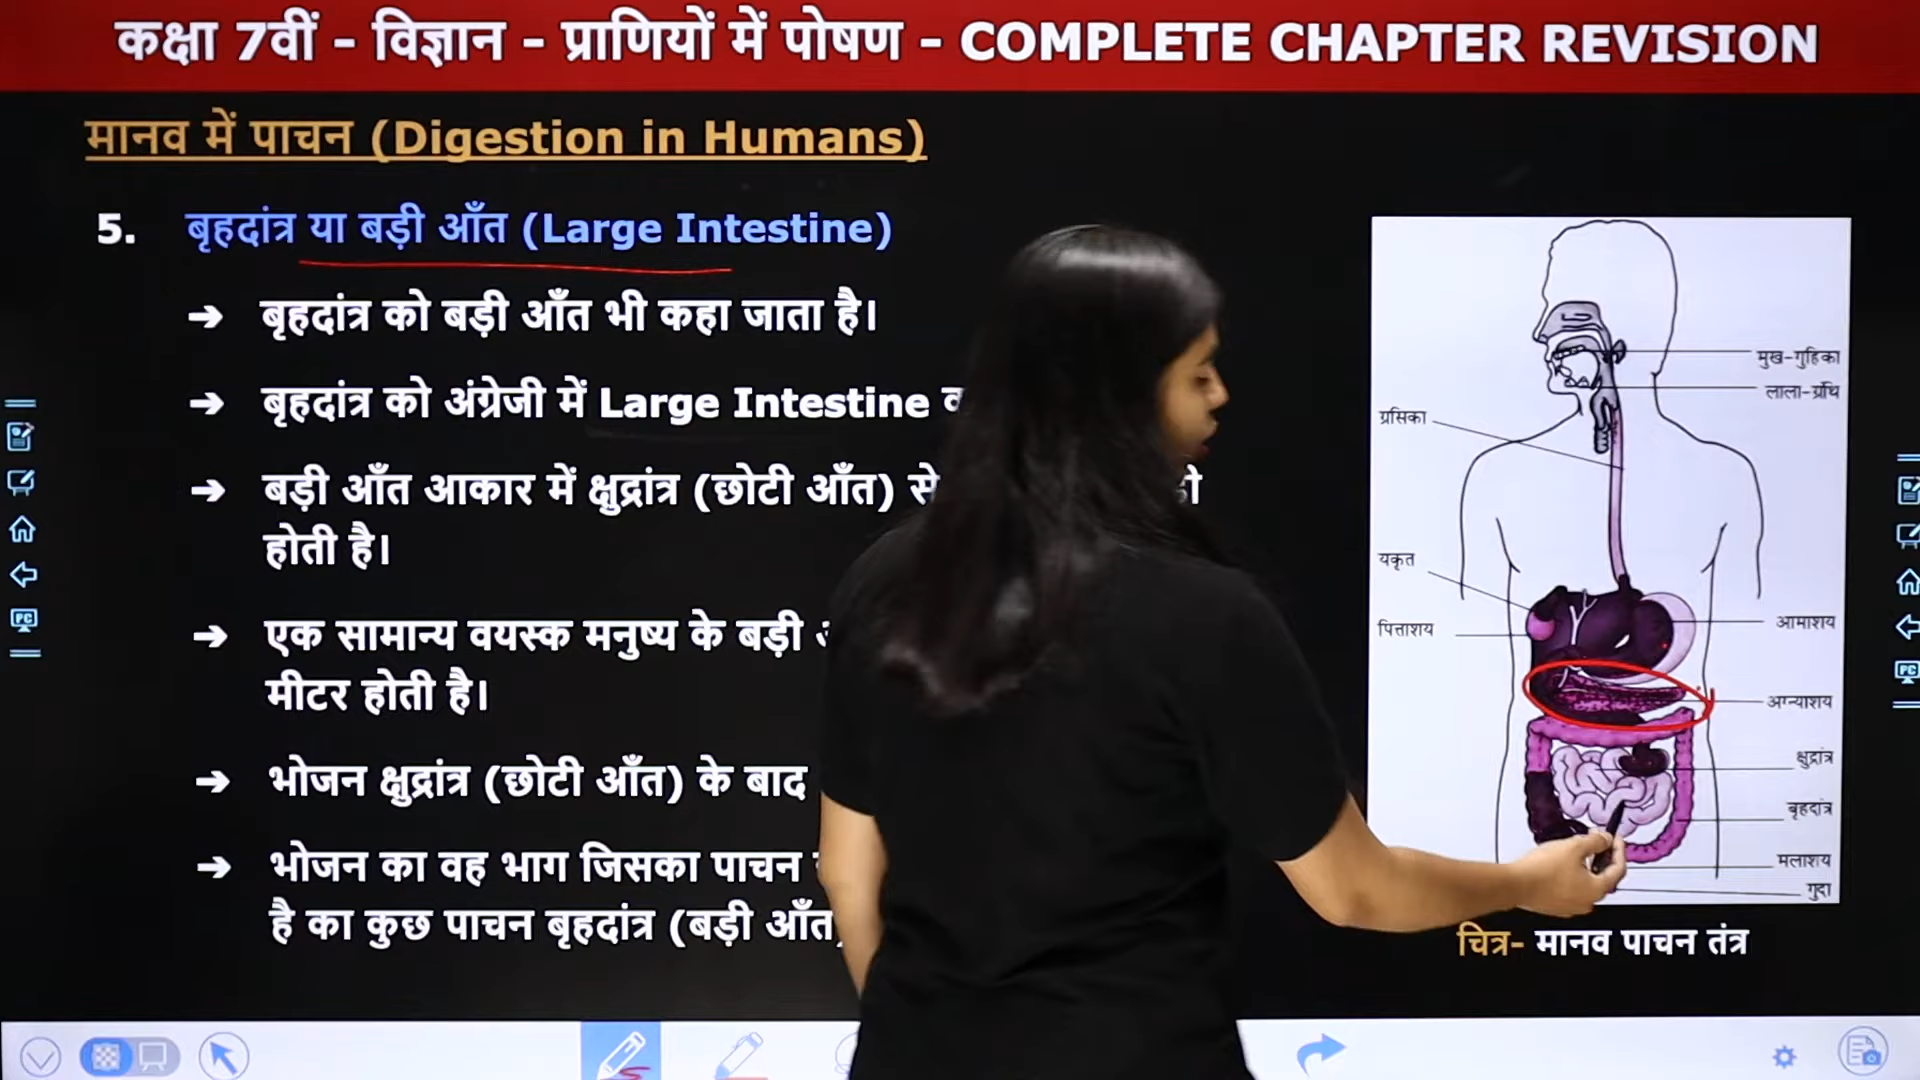 कक्षा 7वीं - विज्ञान - प्राणियों में पोषण - COMPLETE CHAPTER REVISION
मानव में पाचन (Digestion in Humans)
5. बृहदांत्र या बड़ी आँत (Large Intestine)
➔ बृहदांत्र को बड़ी आँत भी कहा जाता है।
➔ बृहदांत्र को अंग्रेजी में Large Intestine
➔ बड़ी आँत आकार में क्षुद्रांत्र (छोटी आँत) से
होती है।
➔ एक सामान्य वयस्क मनुष्य के बड़ी
मीटर होती है।
➔ भोजन क्षुद्रांत्र (छोटी आँत) के बाद
➔ भोजन का वह भाग जिसका पाचन
है का कुछ पाचन बृहदांत्र (बड़ी आँत)
मुख-गुहिका
लाला-ग्रंथि
ग्रसिका
यकृत
पित्ताशय
आमाशय
अग्न्याशय
क्षुद्रांत्र
बृहदांत्र
मलाशय
गुदा
चित्र- मानव पाचन तंत्र
PC
PC